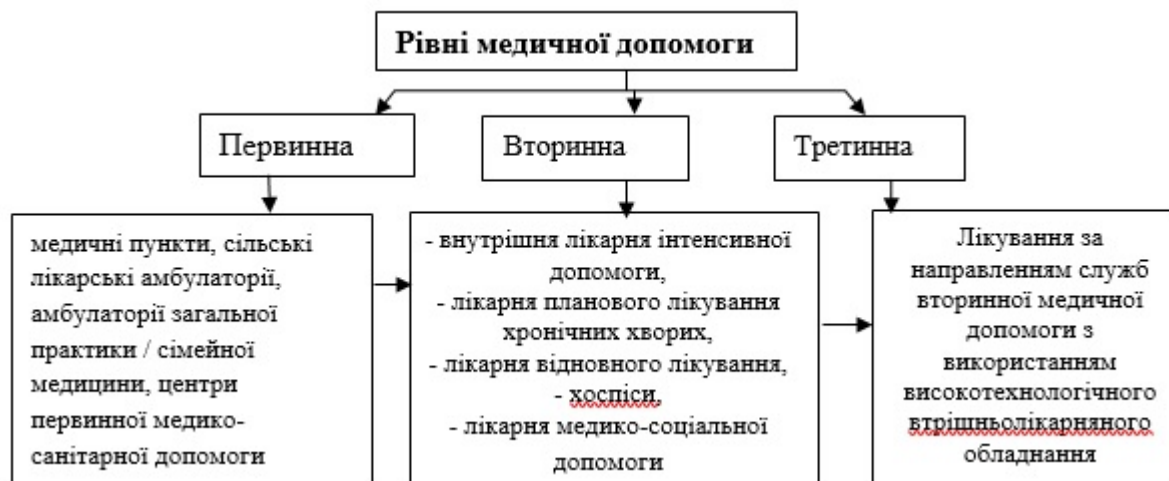 Рівні медичної допомоги
Первинна
Вторинна
Третинна
медичні пункти, сільські
лікарські амбулаторії,
амбулаторії загальної
практики / сімейної
медицини, центри
первинної медико-
санітарної допомоги
- внутрішня лікарня інтенсивної
допомоги,
- лікарня планового лікування
хронічних хворих,
- лікарня відновного лікування,
- хоспіси,
- лікарня медико-соціальної
допомоги
Лікування за
направленням служб
вторинної медичної
допомоги з
використанням
високотехнологічного
втрішньолікарняного
обладнання